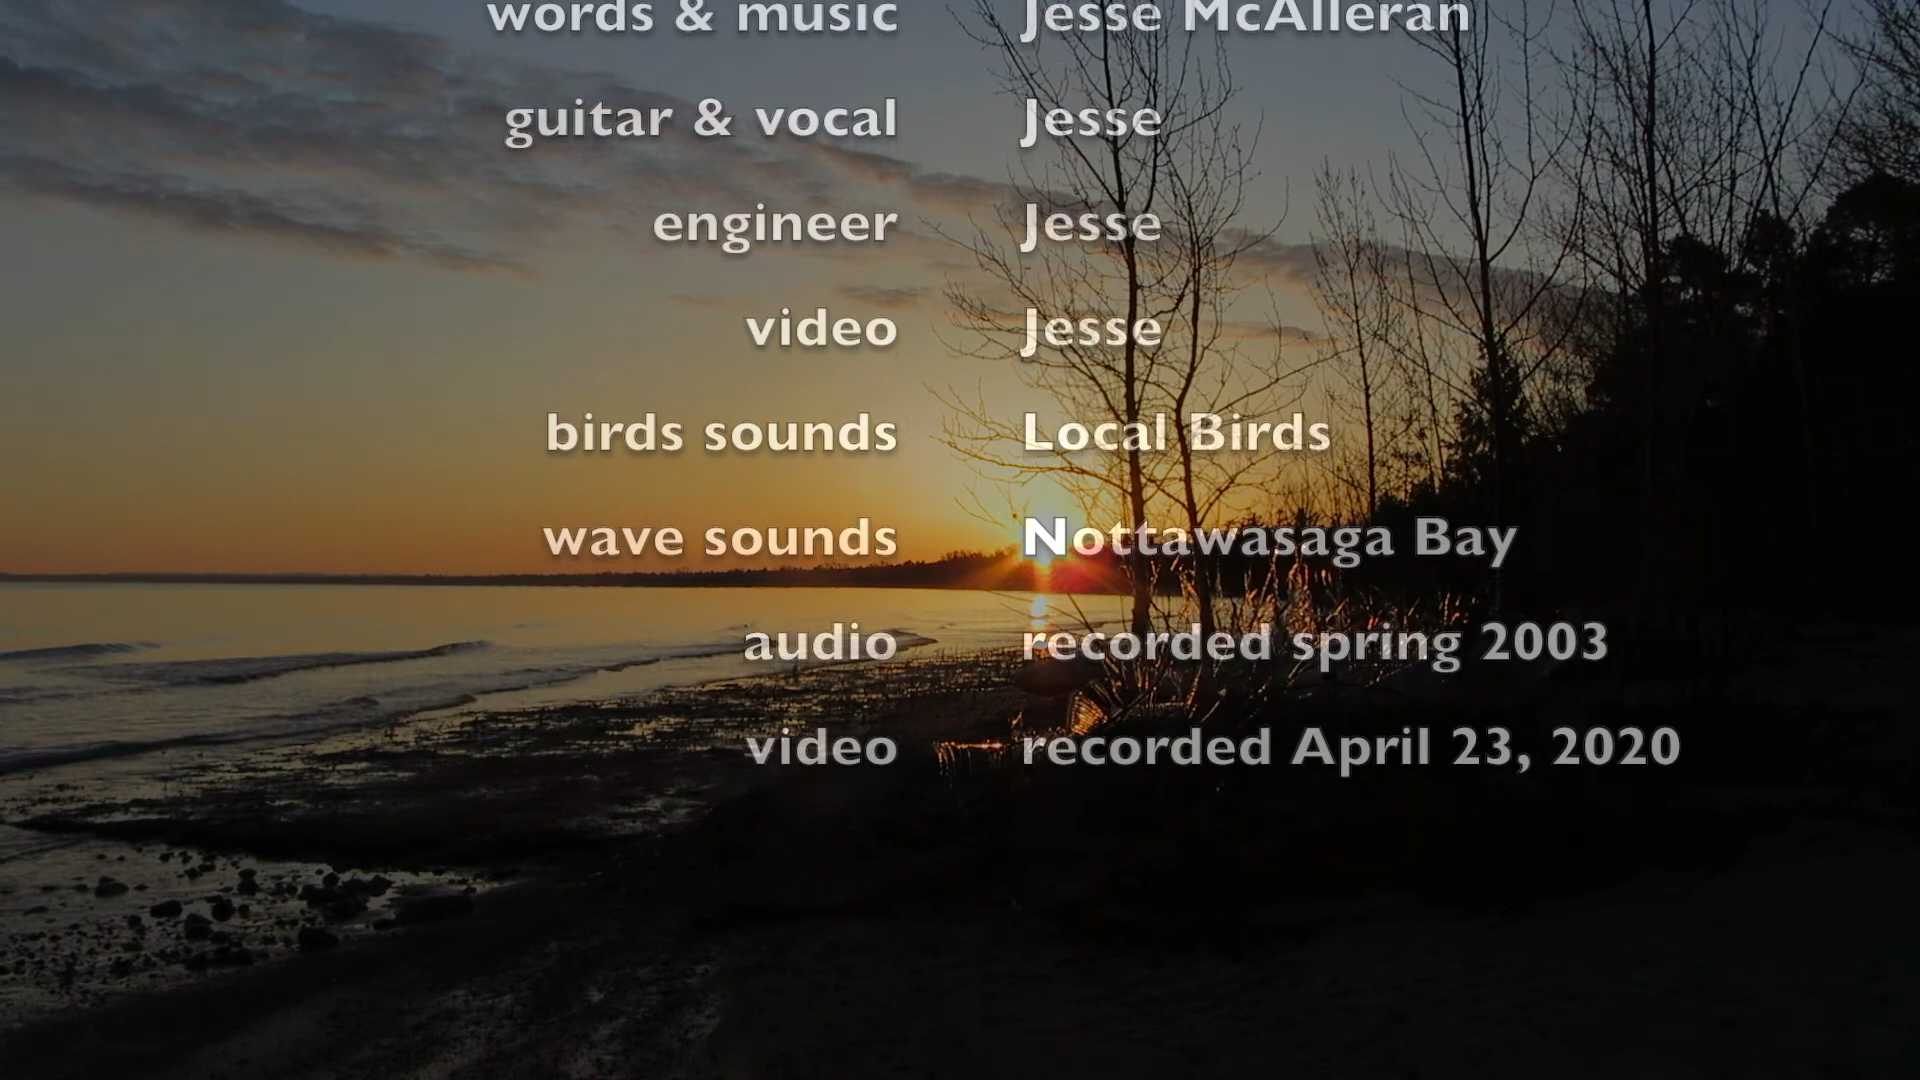 words & music Jesse McAlleran
guitar & vocal Jesse
engineer Jesse
video Jesse
birds sounds Local Birds
wave sounds Nottawasaga Bay
audio recorded spring 2003
video recorded April 23, 2020